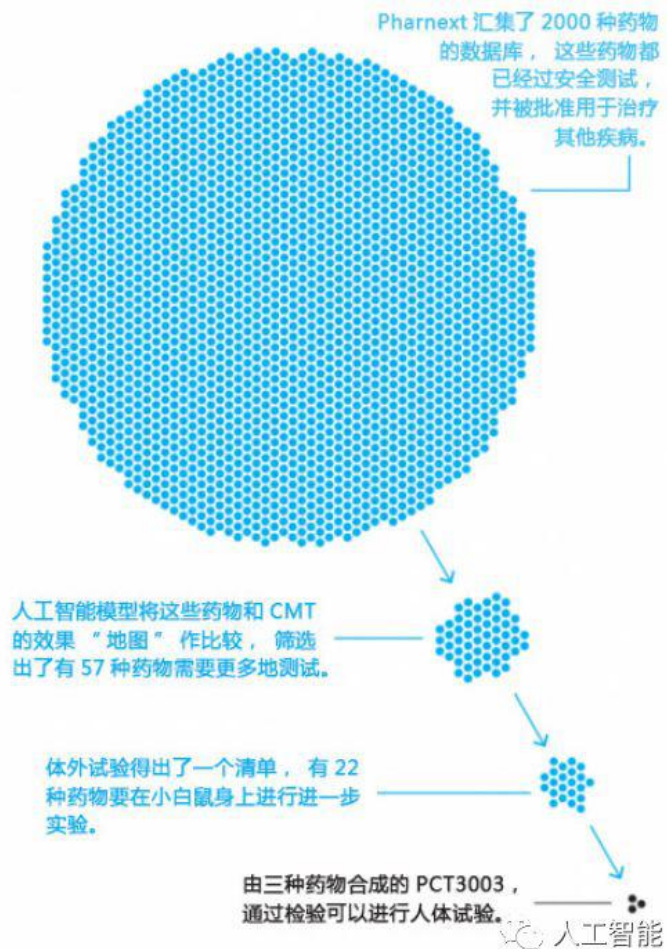 Pharnext 汇集了 2000 种药物
的数据库， 这些药物都
已经过安全测试，
并被批准用于治疗
其他疾病。
人工智能模型将这些药物和 CMT
的效果 “地图” 作比较， 筛选
出了有 57 种药物需要更多地测试。
体外试验得出了一个清单， 有 22
种药物要在小白鼠身上进行进一步
实验。
由三种药物合成的 PCT3003，
通过检验可以进行人体试验。
人工智能